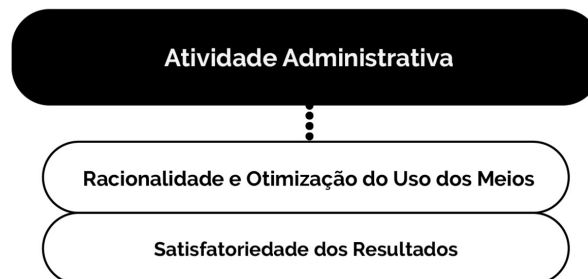 Atividade Administrativa
Racionalidade e Otimização do Uso dos Meios
Satisfatoriedade dos Resultados